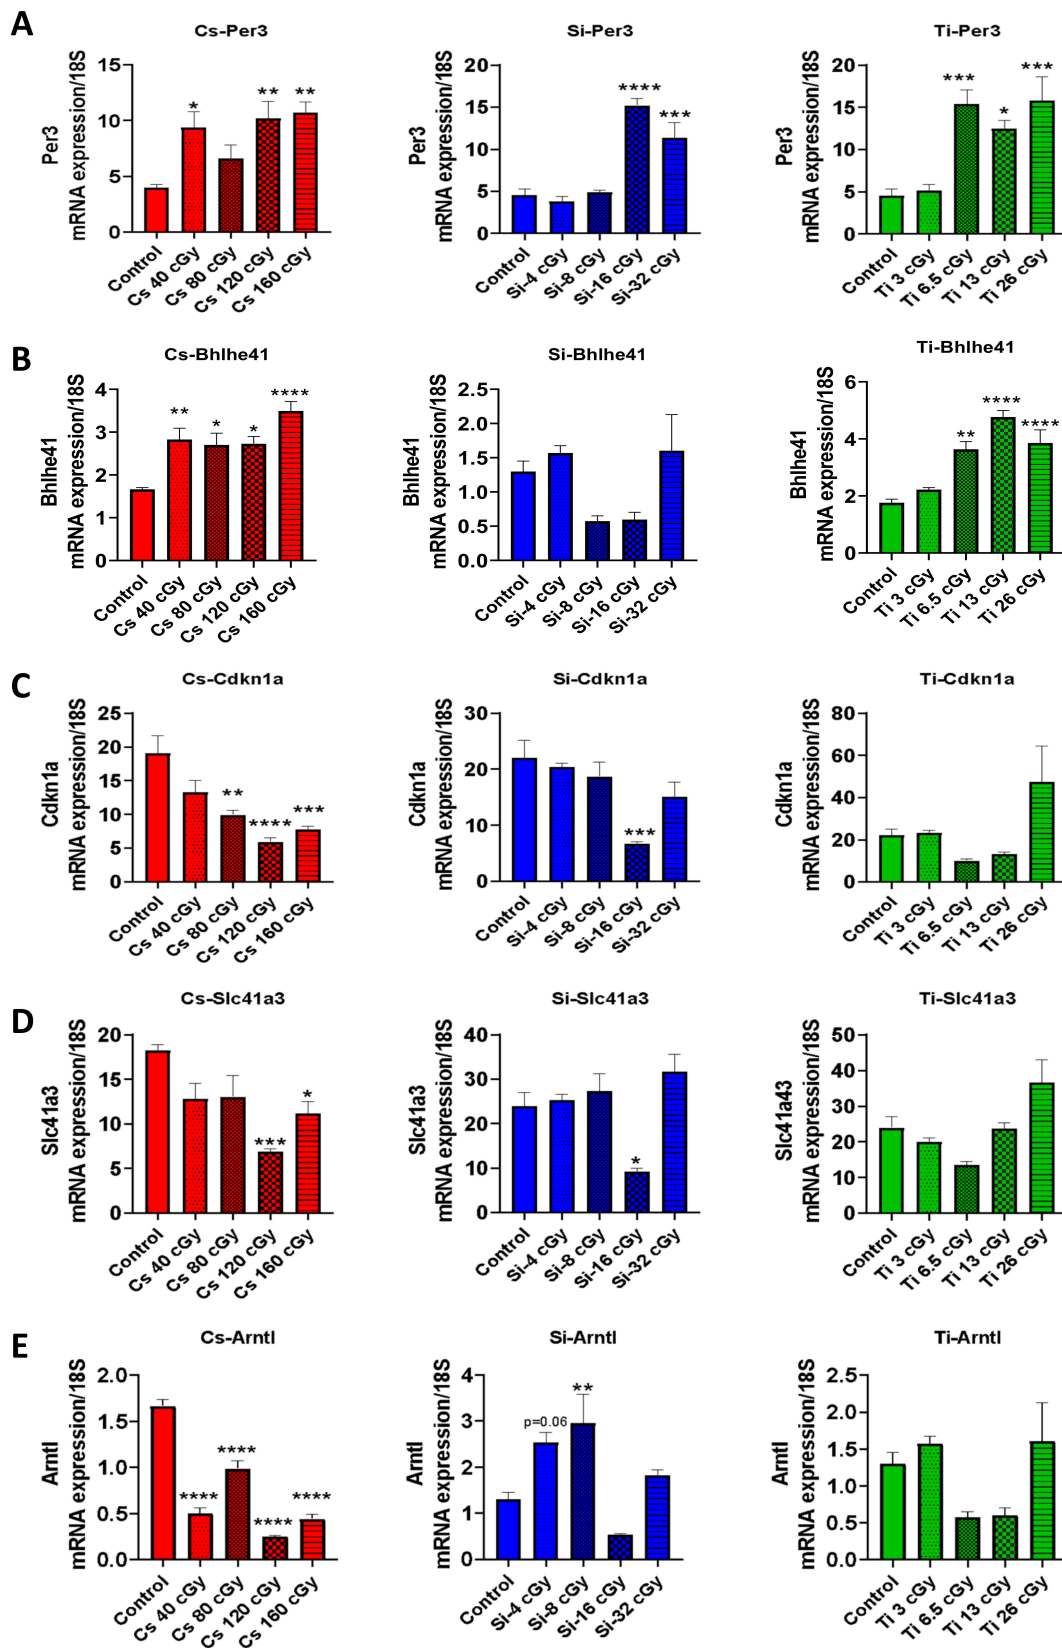 A
Cs-Per3
Per3
mRNA expression/18S
15
10
5
0
*
**
**
Control
Cs 40 cGy
Cs 80 cGy
Cs 120 cGy
Cs 160 cGy
Si-Per3
Per3
mRNA expression/18S
20
15
10
5
0
****
***
Control
Si-4 cGy
Si-8 cGy
Si-16 cGy
Si-32 cGy
Ti-Per3
Per3
mRNA expression/18S
20
15
10
5
0
***
*
***
Control
Ti 3 cGy
Ti 6.5 cGy
Ti 13 cGy
Ti 26 cGy
B
Cs-Bhlhe41
Bhlhe41
mRNA expression/18S
4
3
2
1
0
**
*
*
****
Control
Cs 40 cGy
Cs 80 cGy
Cs 120 cGy
Cs 160 cGy
Si-Bhlhe41
Bhlhe41
mRNA expression/18S
2.5
2.0
1.5
1.0
0.5
0.0
Control
Si-4 cGy
Si-8 cGy
Si-16 cGy
Si-32 cGy
Ti-Bhlhe41
Bhlhe41
mRNA expression/18S
6
4
2
0
**
****
****
Control
Ti 3 cGy
Ti 6.5 cGy
Ti 13 cGy
Ti 26 cGy
C
Cs-Cdkn1a
Cdkn1a
mRNA expression/18S
25
20
15
10
5
0
**
****
***
Control
Cs 40 cGy
Cs 80 cGy
Cs 120 cGy
Cs 160 cGy
Si-Cdkn1a
Cdkn1a
mRNA expression/18S
30
20
10
0
***
Control
Si-4 cGy
Si-8 cGy
Si-16 cGy
Si-32 cGy
Ti-Cdkn1a
Cdkn1a
mRNA expression/18S
80
60
40
20
0
Control
Ti 3 cGy
Ti 6.5 cGy
Ti 13 cGy
Ti 26 cGy
D
Cs-Slc41a3
Slc41a3
mRNA expression/18S
20
15
10
5
0
***
*
Control
Cs 40 cGy
Cs 80 cGy
Cs 120 cGy
Cs 160 cGy
Si-Slc41a3
Slc41a3
mRNA expression/18S
40
30
20
10
0
*
Control
Si-4 cGy
Si-8 cGy
Si-16 cGy
Si-32 cGy
Ti-Slc41a3
Slc41a43
mRNA expression/18S
50
40
30
20
10
0
Control
Ti 3 cGy
Ti 6.5 cGy
Ti 13 cGy
Ti 26 cGy
E
Cs-Arntl
Arntl
mRNA expression/18S
2.0
1.5
1.0
0.5
0.0
****
****
****
****
Control
Cs 40 cGy
Cs 80 cGy
Cs 120 cGy
Cs 160 cGy
Si-Arntl
Arntl
mRNA expression/18S
4
3
2
1
0
p=0.06
**
Control
Si-4 cGy
Si-8 cGy
Si-16 cGy
Si-32 cGy
Ti-Arntl
Arntl
mRNA expression/18S
2.5
2.0
1.5
1.0
0.5
0.0
Control
Ti 3 cGy
Ti 6.5 cGy
Ti 13 cGy
Ti 26 cGy